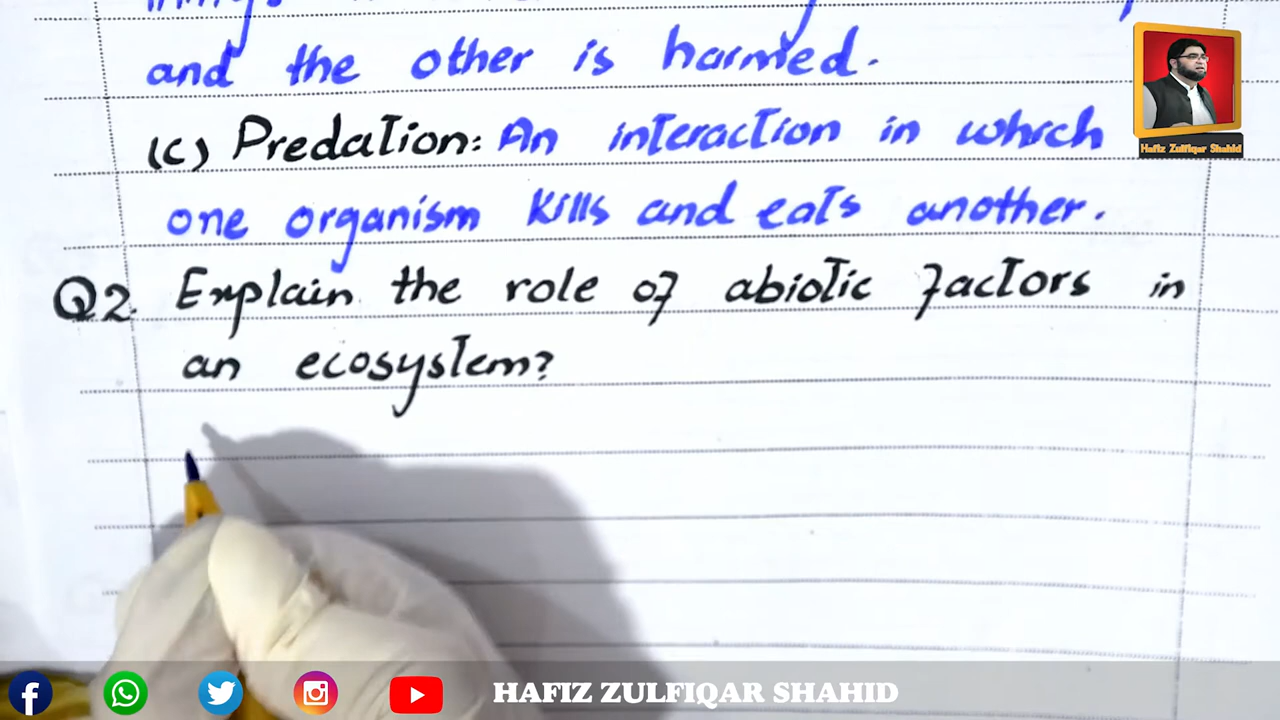 and the other is harmed.
(c) Predation: An interaction in which
one organism kills and eats another.
Q2. Explain the role of abiotic factors in
an ecosystem?
Hafiz Zulfiqar Shahid
HAFIZ ZULFIQAR SHAHID